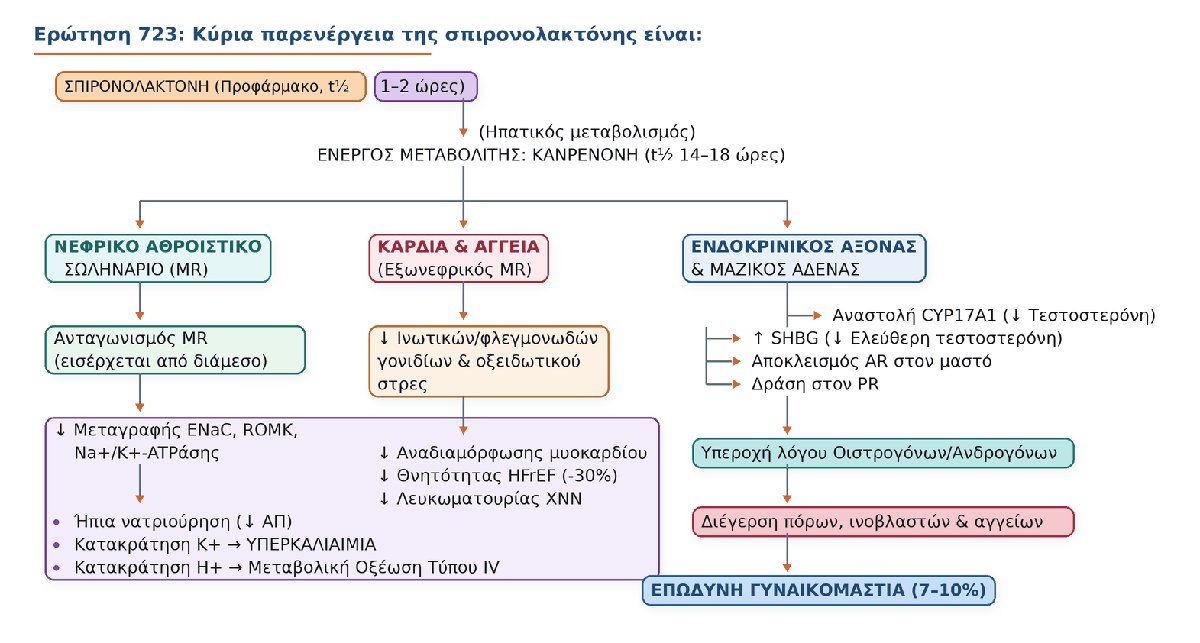 Ερώτηση 723: Κύρια παρενέργεια της σπιρονολακτόνης είναι:
ΣΠΙΡΟΝΟΛΑΚΤΟΝΗ (Προφάρμακο, t½ 1–2 ώρες)
(Ηπατικός μεταβολισμός)
ΕΝΕΡΓΟΣ ΜΕΤΑΒΟΛΙΤΗΣ: ΚΑΝΡΕΝΟΝΗ (t½ 14–18 ώρες)
ΝΕΦΡΙΚΟ ΑΘΡΟΙΣΤΙΚΟ
ΣΩΛΗΝΑΡΙΟ (MR)
Ανταγωνισμός MR
(εισέρχεται από διάμεσο)
↓ Μεταγραφής ENaC, ROMK,
Na+/K+-ATPάσης
• Ήπια νατριούρηση (↓ ΑΠ)
• Κατακράτηση K+ → ΥΠΕΡΚΑΛΙΑΙΜΙΑ
• Κατακράτηση H+ → Μεταβολική Οξέωση Τύπου IV
ΚΑΡΔΙΑ & ΑΓΓΕΙΑ
(Εξωνεφρικός MR)
↓ Ινωτικών/φλεγμονωδών
γονιδίων & οξειδωτικού
στρες
↓ Αναδιαμόρφωσης μυοκαρδίου
↓ Θνητότητας HFrEF (-30%)
↓ Λευκωματουρίας ΧΝΝ
ΕΝΔΟΚΡΙΝΙΚΟΣ ΑΞΟΝΑΣ
& ΜΑΖΙΚΟΣ ΑΔΕΝΑΣ
Αναστολή CYP17A1 (↓ Τεστοστερόνη)
↑ SHBG (↓ Ελεύθερη τεστοστερόνη)
Αποκλεισμός AR στον μαστό
Δράση στον PR
Υπεροχή λόγου Οιστρογόνων/Ανδρογόνων
Διέγερση πόρων, ινοβλαστών & αγγείων
ΕΠΩΔΥΝΗ ΓΥΝΑΙΚΟΜΑΣΤΙΑ (7–10%)